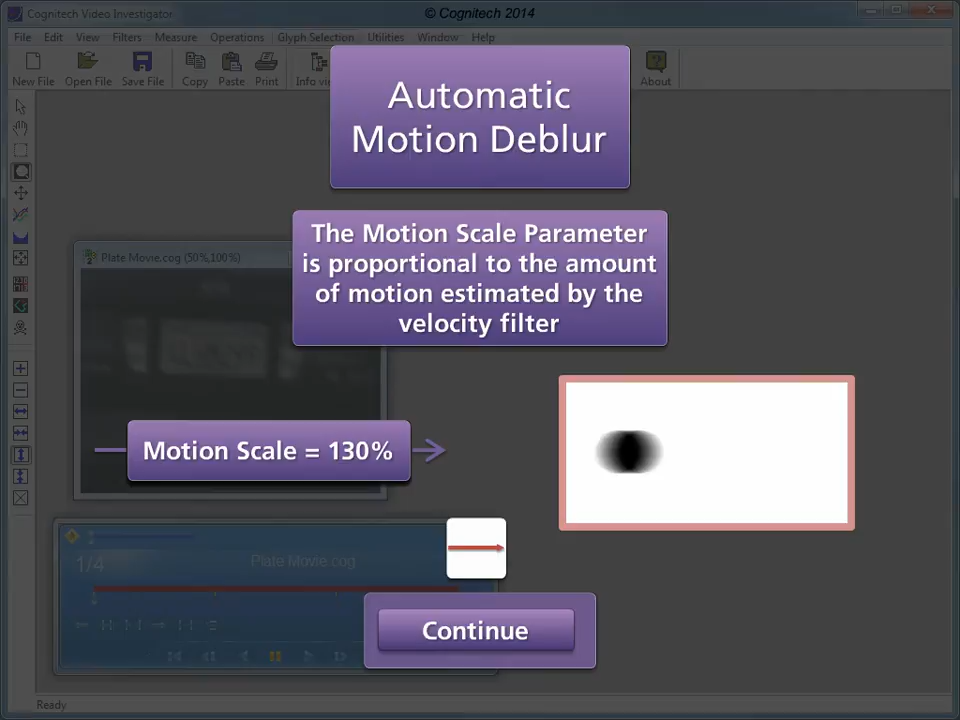 Cognitech Video Investigator
© Cognitech 2014
File Edit View Filters Measure Operations Glyph Selection Utilities Window Help
New File Open File Save File Copy Paste Print Info About
Automatic
Motion Deblur
The Motion Scale Parameter
is proportional to the amount
of motion estimated by the
velocity filter
Plate Movie.cog (50%,100%)
Motion Scale = 130%
1/4 Plate Movie.cog
Continue
Ready